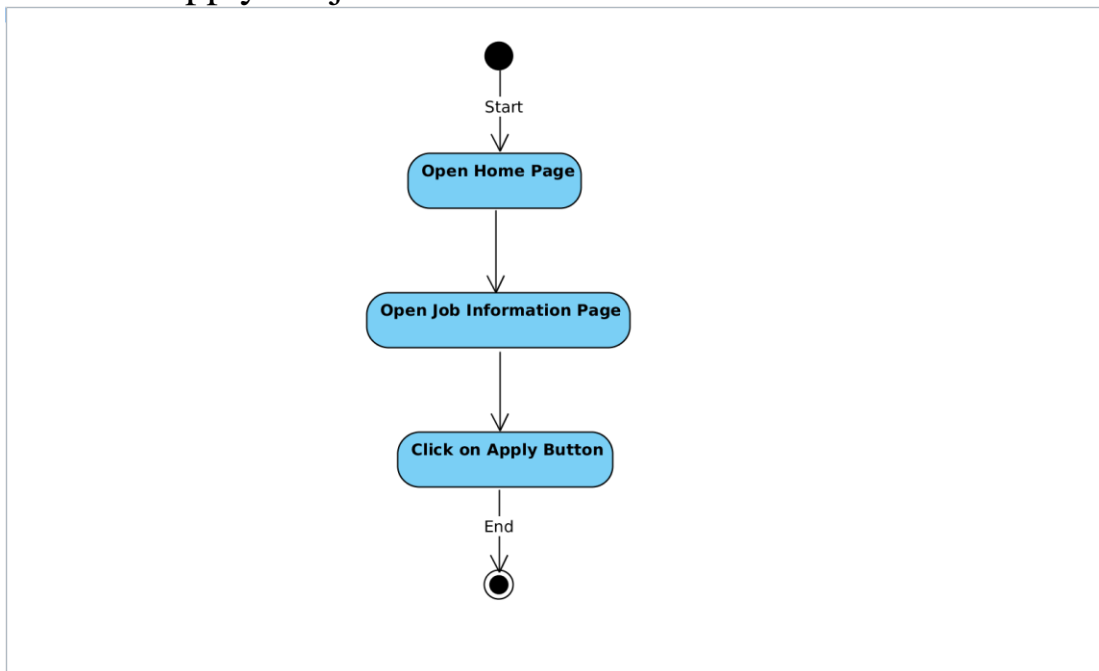 Start
Open Home Page
Open Job Information Page
Click on Apply Button
End